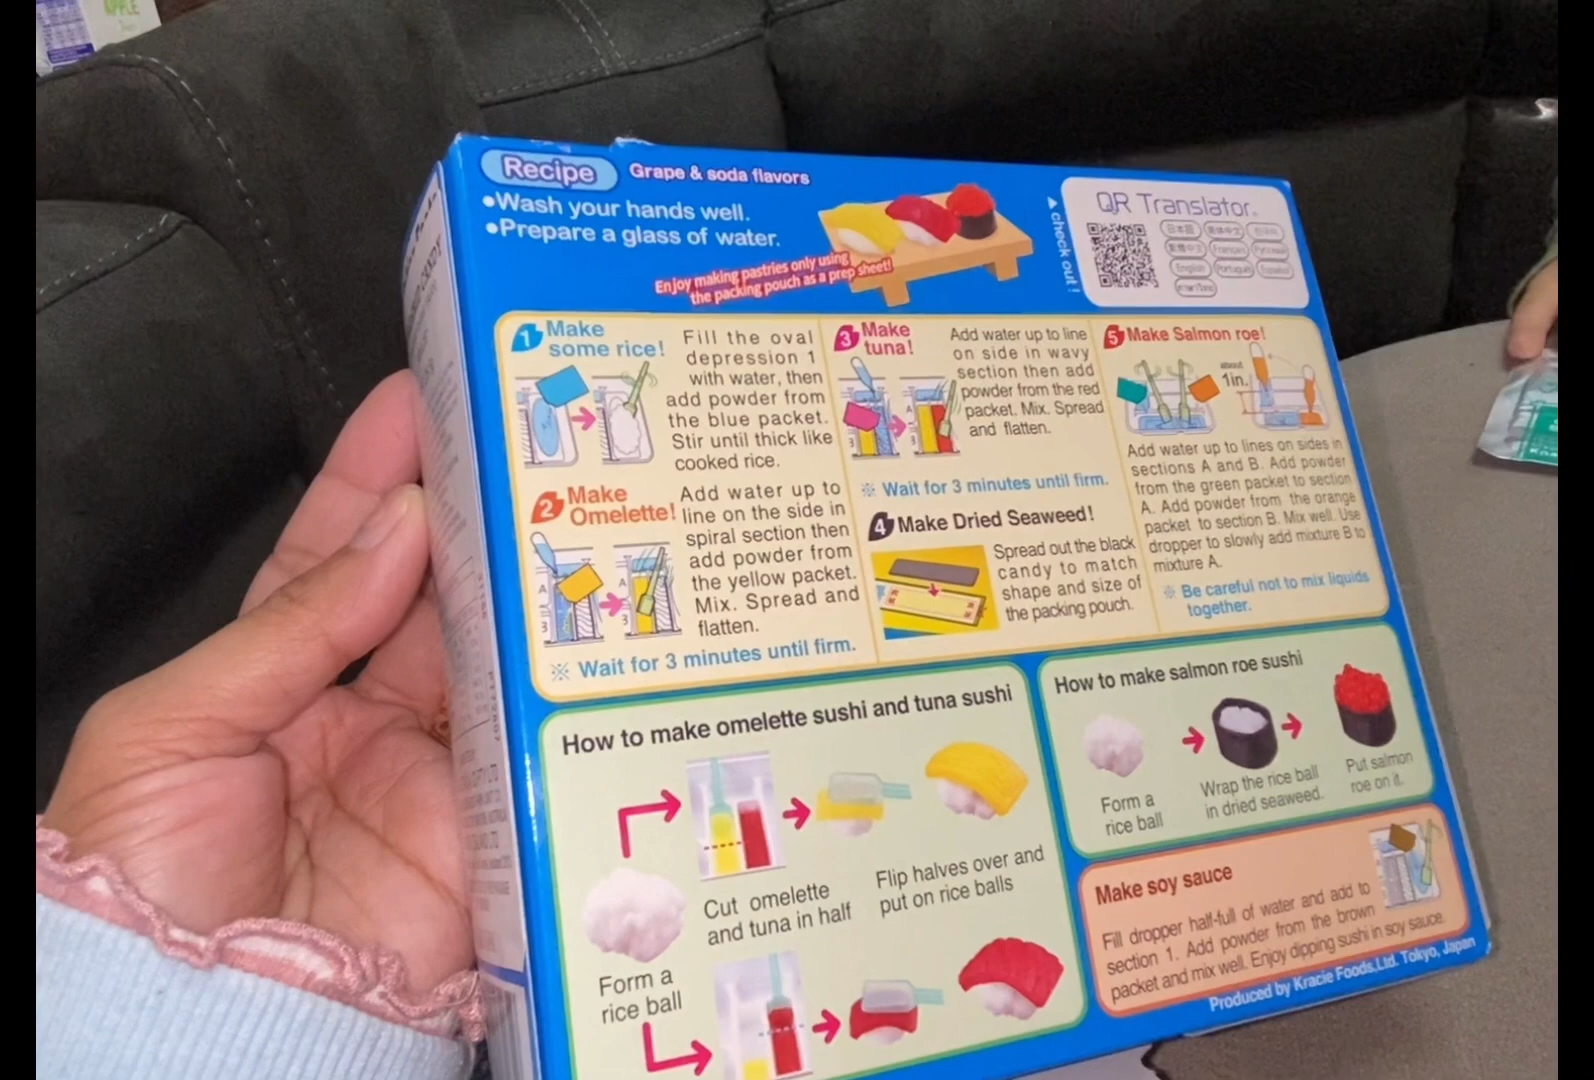 APPLE
Recipe
Grape & soda flavors
•Wash your hands well.
•Prepare a glass of water.
Enjoy making pastries only using
the packing pouch as a prep sheet!
▲ check out!
QR Translator.
日本語
繁體中文
Français
English
Português
Español
1 Make
some rice!
Fill the oval
depression 1
with water, then
add powder from
the blue packet.
Stir until thick like
cooked rice.
2 Make
Omelette!
Add water up to
line on the side in
spiral section then
add powder from
the yellow packet.
Mix. Spread and
flatten.
※ Wait for 3 minutes until firm.
3 Make
tuna!
Add water up to line
on side in wavy
section then add
powder from the red
packet. Mix. Spread
and flatten.
※ Wait for 3 minutes until firm.
4 Make Dried Seaweed!
Spread out the black
candy to match
shape and size of
the packing pouch.
5 Make Salmon roe!
about
1in.
Add water up to lines on sides in
sections A and B. Add powder
from the green packet to section
A. Add powder from the orange
packet to section B. Mix well. Use
dropper to slowly add mixture B to
mixture A.
※ Be careful not to mix liquids
together.
How to make omelette sushi and tuna sushi
Form a
rice ball
Cut omelette
and tuna in half
Flip halves over and
put on rice balls
How to make salmon roe sushi
Form a
rice ball
Wrap the rice ball
in dried seaweed.
Put salmon
roe on it.
Make soy sauce
Fill dropper half-full of water and add to
section 1. Add powder from the brown
packet and mix well. Enjoy dipping sushi in soy sauce.
Produced by Kracie Foods,Ltd. Tokyo, Japan